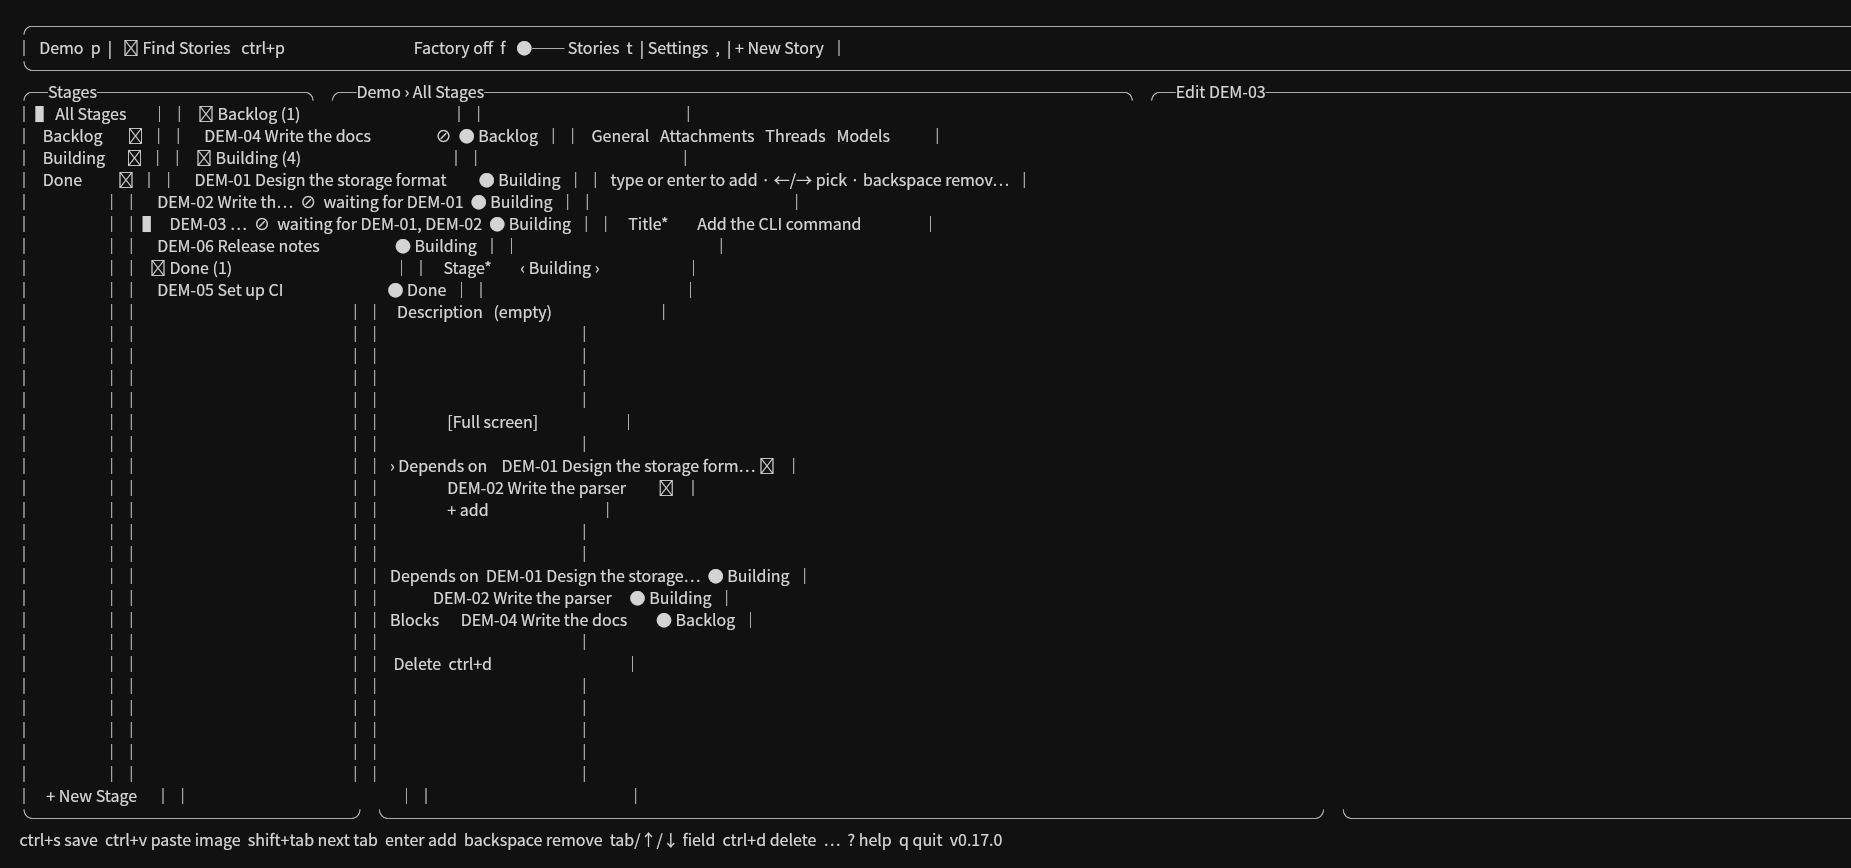 Demo p | Find Stories ctrl+p Factory off f ●── Stories t | Settings , | + New Story |
Stages Demo › All Stages Edit DEM-03
All Stages Backlog (1)
Backlog DEM-04 Write the docs ⊘ ● Backlog General Attachments Threads Models
Building Building (4)
Done DEM-01 Design the storage format ● Building type or enter to add · ←/→ pick · backspace remov…
DEM-02 Write th… ⊘ waiting for DEM-01 ● Building
DEM-03 … ⊘ waiting for DEM-01, DEM-02 ● Building Title* Add the CLI command
DEM-06 Release notes ● Building
Done (1) Stage* ‹ Building ›
DEM-05 Set up CI ● Done
Description (empty)
[Full screen]
› Depends on DEM-01 Design the storage form…
DEM-02 Write the parser
+ add
Depends on DEM-01 Design the storage… ● Building
DEM-02 Write the parser ● Building
Blocks DEM-04 Write the docs ● Backlog
Delete ctrl+d
+ New Stage
ctrl+s save ctrl+v paste image shift+tab next tab enter add backspace remove tab/↑/↓ field ctrl+d delete … ? help q quit v0.17.0